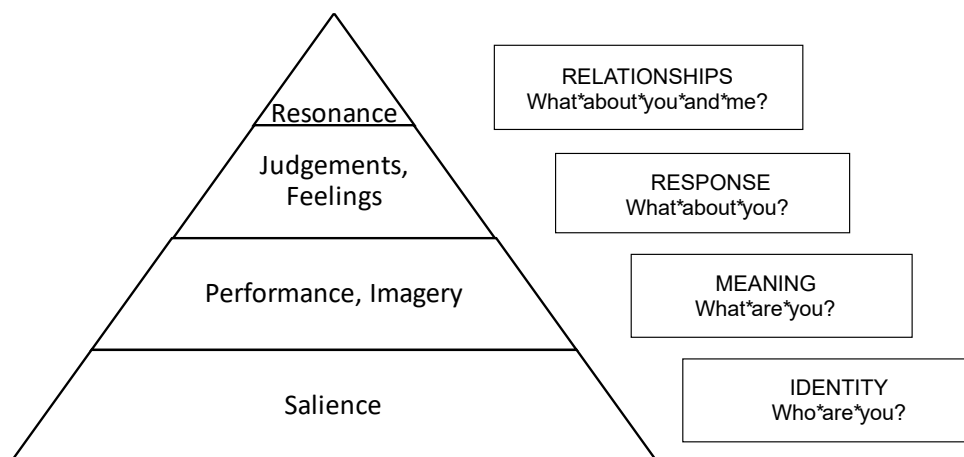 Resonance
RELATIONSHIPS
What*about*you*and*me?
Judgements,
Feelings
RESPONSE
What*about*you?
Performance, Imagery
MEANING
What*are*you?
Salience
IDENTITY
Who*are*you?